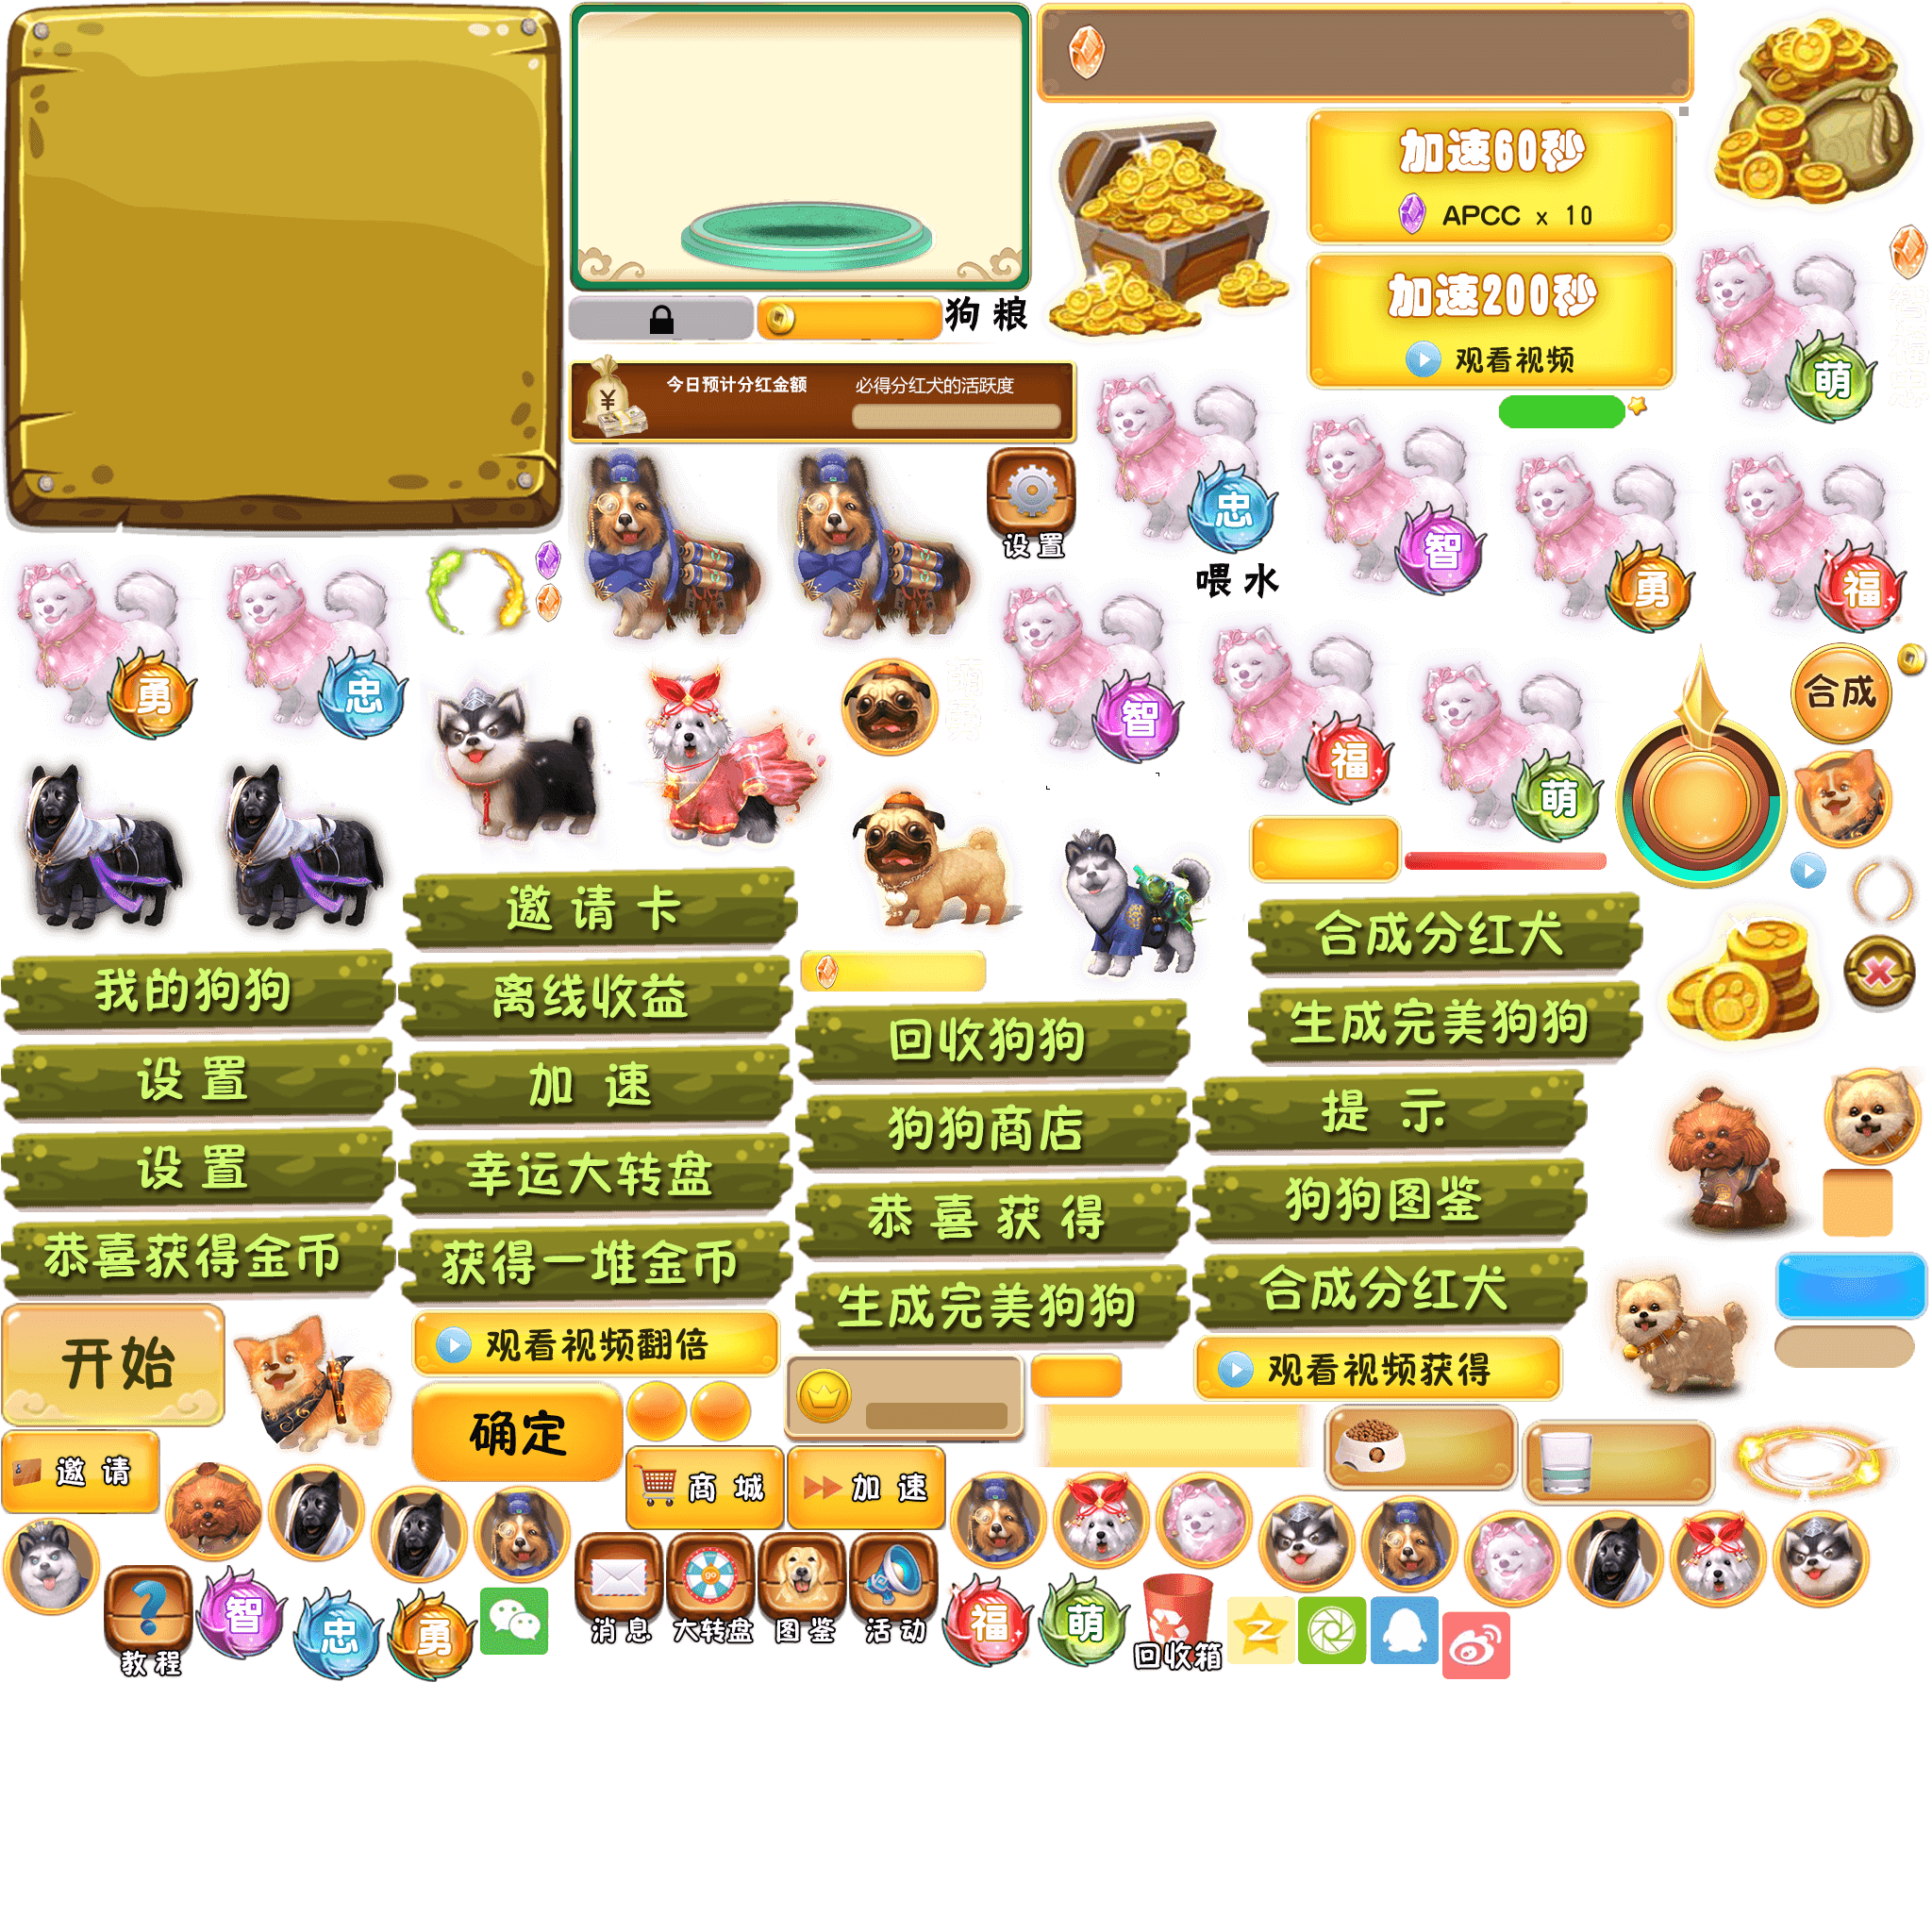 加速60秒
APCC x 10
加速200秒
观看视频
狗 粮
今日预计分红金额
必得分红犬的活跃度
¥
萌
忠
智
勇
福
设 置
喂 水
勇
忠
智
福
萌
合成
邀 请 卡
合成分红犬
我的狗狗
离线收益
生成完美狗狗
回收狗狗
设 置
加 速
狗狗商店
提 示
设 置
幸运大转盘
恭 喜 获 得
狗狗图鉴
恭喜获得金币
获得一堆金币
生成完美狗狗
合成分红犬
开始
观看视频翻倍
观看视频获得
确定
邀 请
商 城
加 速
教 程
智
忠
勇
消 息
go
大转盘
图 鉴
活 动
福
萌
回收箱